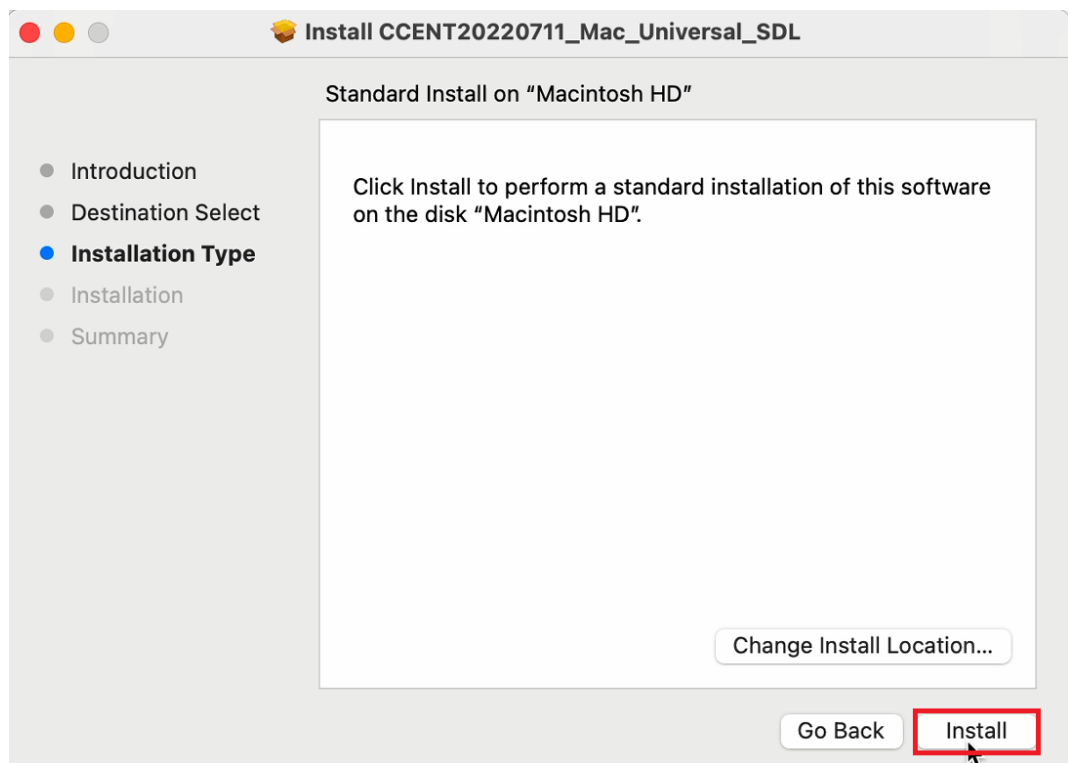 Install CCENT20220711_Mac_Universal_SDL
Standard Install on “Macintosh HD”
Introduction
Destination Select
Installation Type
Installation
Summary
Click Install to perform a standard installation of this software
on the disk “Macintosh HD”.
Change Install Location...
Go Back
Install